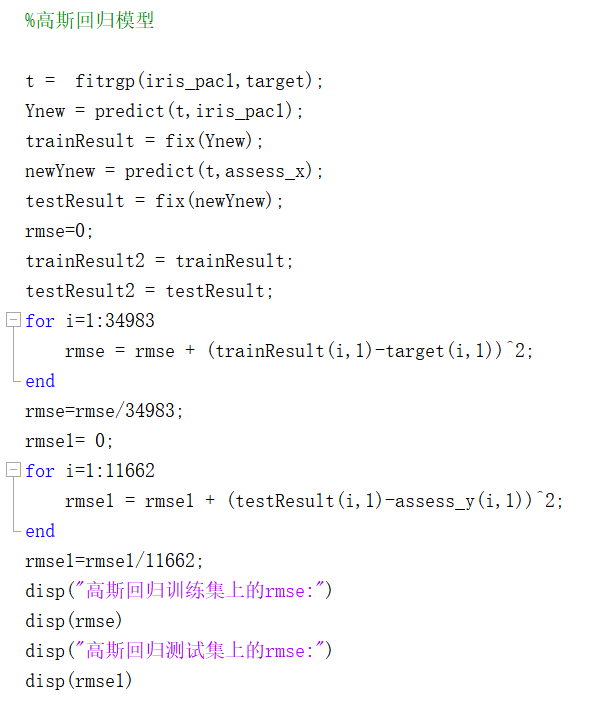 %高斯回归模型
t =  fitrgp(iris_pac1,target);
Ynew = predict(t,iris_pac1);
trainResult = fix(Ynew);
newYnew = predict(t,assess_x);
testResult = fix(newYnew);
rmse=0;
trainResult2 = trainResult;
testResult2 = testResult;
for i=1:34983
    rmse = rmse + (trainResult(i,1)-target(i,1))^2;
end
rmse=rmse/34983;
rmse1= 0;
for i=1:11662
    rmse1 = rmse1 + (testResult(i,1)-assess_y(i,1))^2;
end
rmse1=rmse1/11662;
disp("高斯回归训练集上的rmse:")
disp(rmse)
disp("高斯回归测试集上的rmse:")
disp(rmse1)